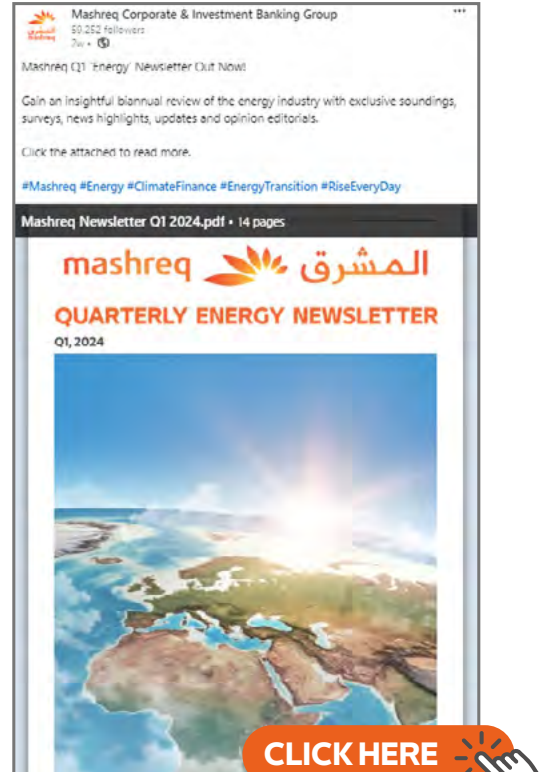 Mashreq Corporate & Investment Banking Group
50,252 followers
2w •
Mashreq Q1 'Energy' Newsletter Out Now!
Gain an insightful biannual review of the energy industry with exclusive soundings,
surveys, news highlights, updates and opinion editorials.
Click the attached to read more.
#Mashreq #Energy #ClimateFinance #EnergyTransition #RiseEveryDay
Mashreq Newsletter Q1 2024.pdf • 14 pages
mashreq المشرق
QUARTERLY ENERGY NEWSLETTER
Q1, 2024
CLICK HERE